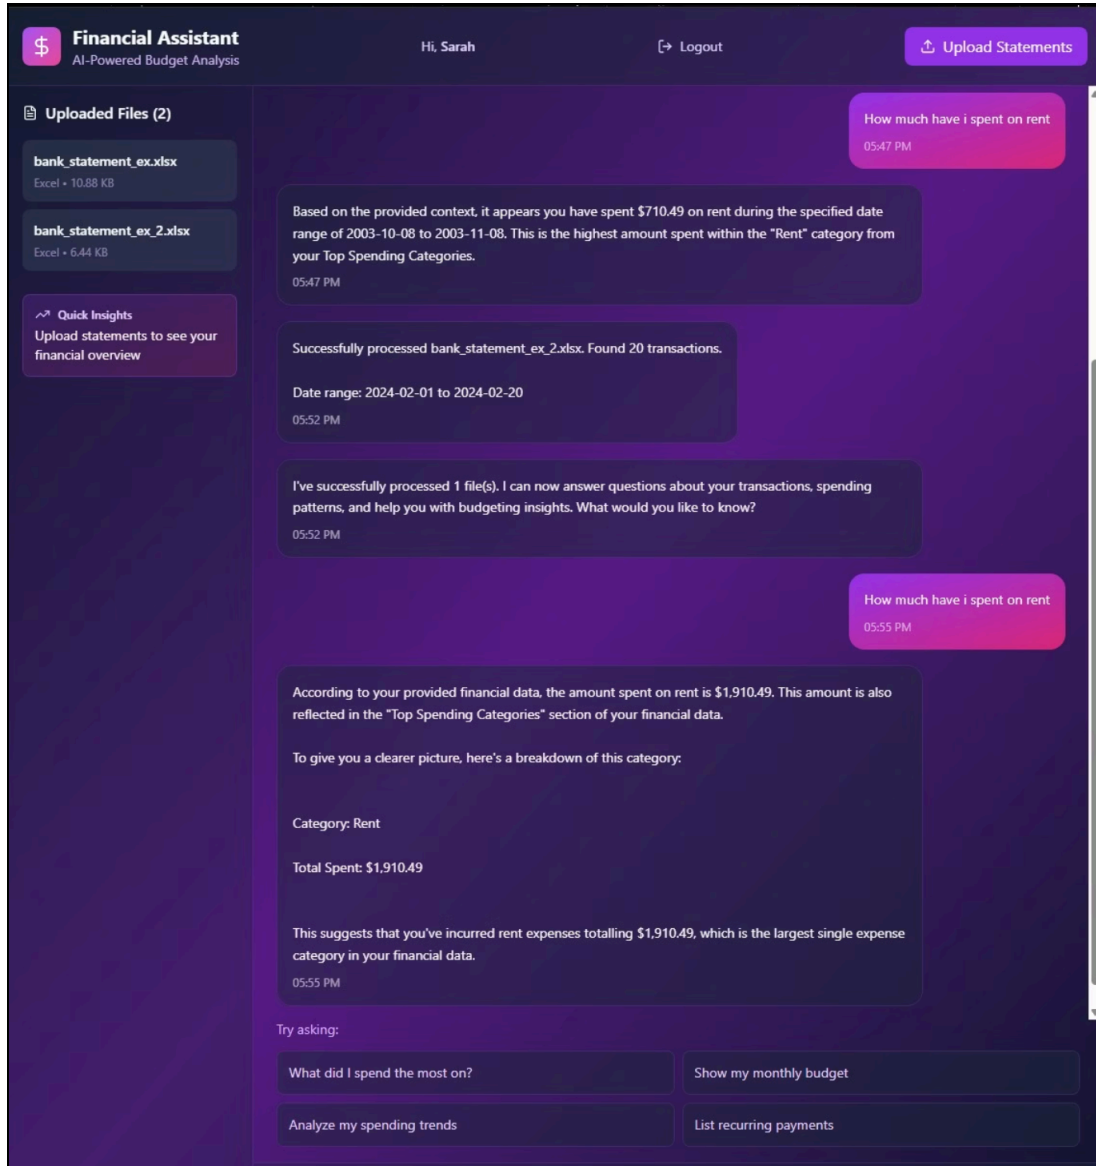 Financial Assistant
AI-Powered Budget Analysis
Hi, Sarah
Logout
Upload Statements
Uploaded Files (2)
bank_statement_ex.xlsx
Excel • 10.88 KB
bank_statement_ex_2.xlsx
Excel • 6.44 KB
Quick Insights
Upload statements to see your
financial overview
How much have i spent on rent
05:47 PM
Based on the provided context, it appears you have spent $710.49 on rent during the specified date
range of 2003-10-08 to 2003-11-08. This is the highest amount spent within the "Rent" category from
your Top Spending Categories.
05:47 PM
Successfully processed bank_statement_ex_2.xlsx. Found 20 transactions.
Date range: 2024-02-01 to 2024-02-20
05:52 PM
I've successfully processed 1 file(s). I can now answer questions about your transactions, spending
patterns, and help you with budgeting insights. What would you like to know?
05:52 PM
How much have i spent on rent
05:55 PM
According to your provided financial data, the amount spent on rent is $1,910.49. This amount is also
reflected in the "Top Spending Categories" section of your financial data.
To give you a clearer picture, here's a breakdown of this category:
Category: Rent
Total Spent: $1,910.49
This suggests that you've incurred rent expenses totalling $1,910.49, which is the largest single expense
category in your financial data.
05:55 PM
Try asking:
What did I spend the most on?
Show my monthly budget
Analyze my spending trends
List recurring payments